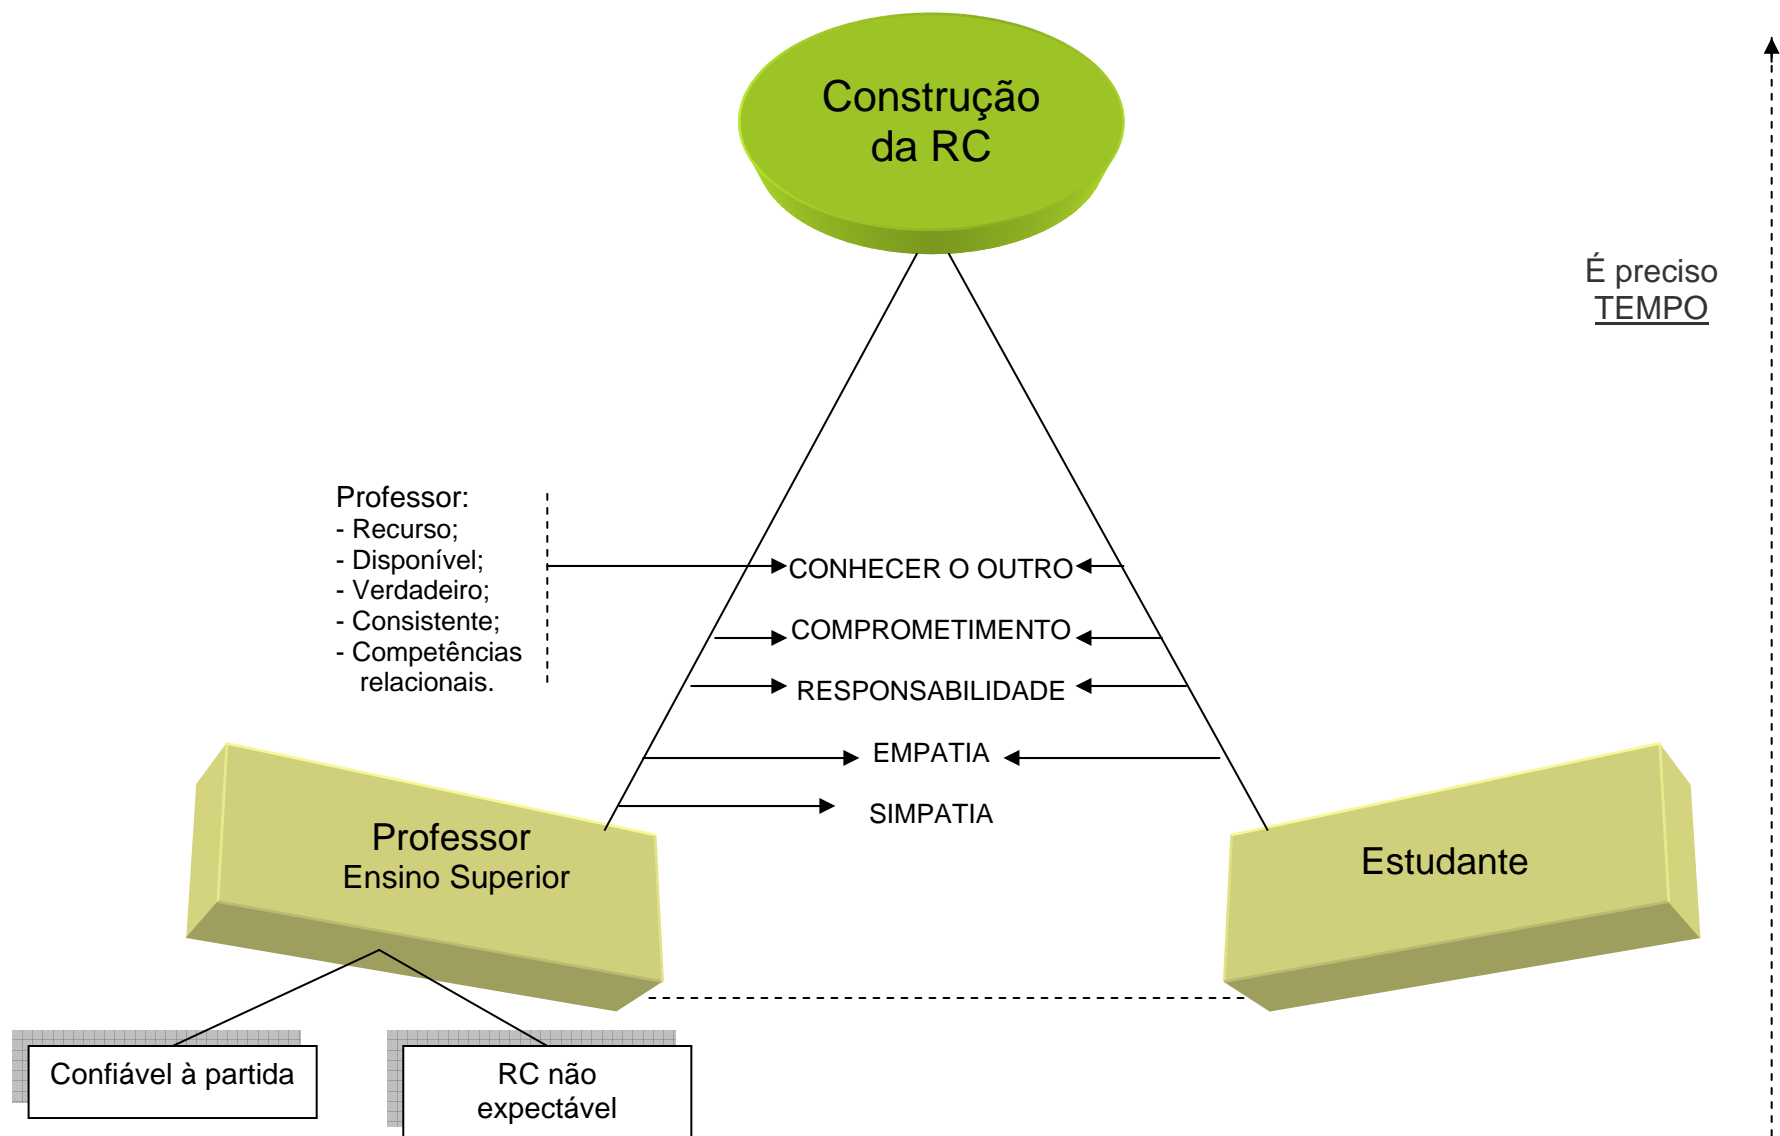 Construção
da RC
É preciso
TEMPO
Professor:
- Recurso;
- Disponível;
- Verdadeiro;
- Consistente;
- Competências
relacionais.
CONHECER O OUTRO
COMPROMETIMENTO
RESPONSABILIDADE
EMPATIA
SIMPATIA
Professor
Ensino Superior
Estudante
Confiável à partida
RC não
expectável